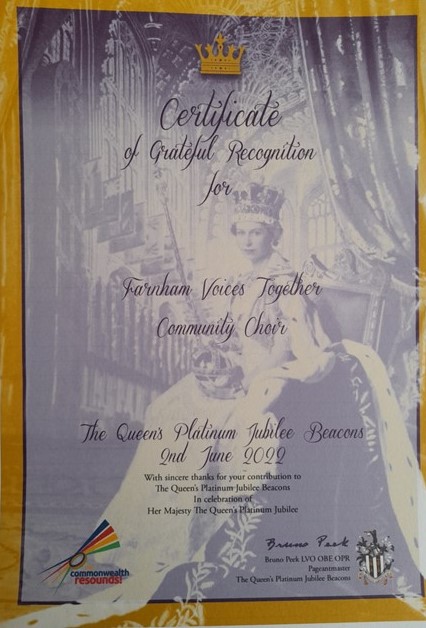 Certificate
of Grateful Recognition
for
Farnham Voices Together
Community Choir
The Queen's Platinum Jubilee Beacons
2nd June 2022
With sincere thanks for your contribution to
The Queen's Platinum Jubilee Beacons
In celebration of
Her Majesty The Queen's Platinum Jubilee
commonwealth
resounds!
Bruno Peek
Bruno Peek LVO OBE OPR
Pageantmaster
The Queen's Platinum Jubilee Beacons